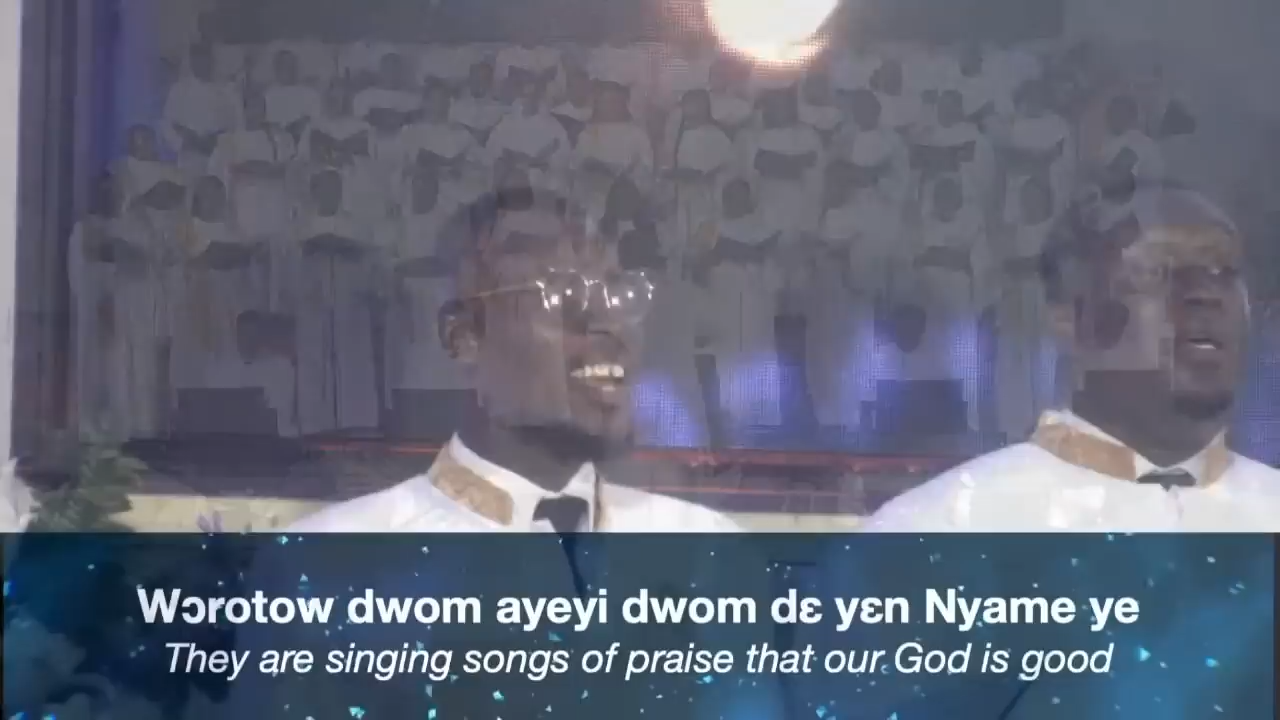 Wɔrotow dwom ayeyi dwom dɛ yɛn Nyame ye
They are singing songs of praise that our God is good